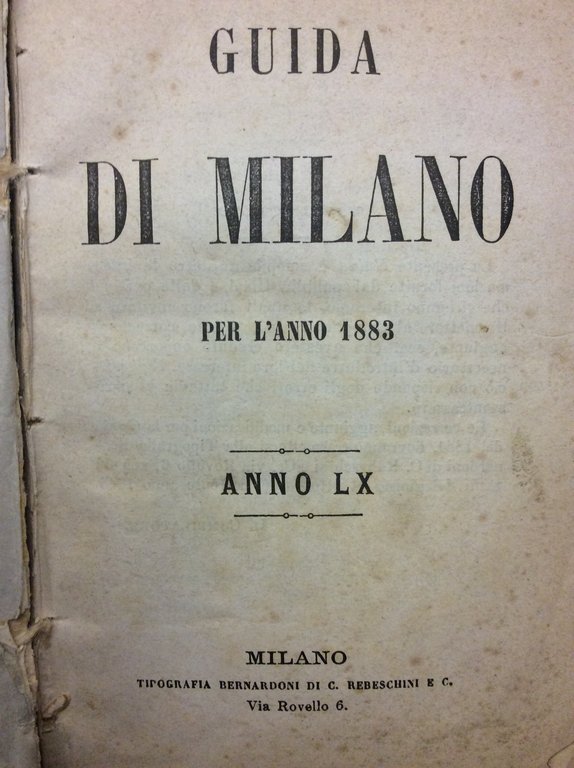 GUIDA
DI MILANO
PER L'ANNO 1883
ANNO LX
MILANO
TIPOGRAFIA BERNARDONI DI C. REBESCHINI E C.
Via Rovello 6.